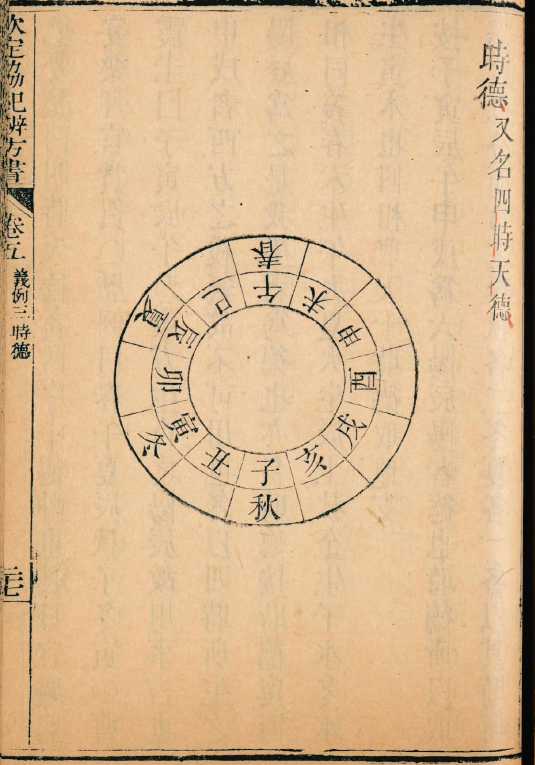 時德 又名四時天德
春
夏
冬
秋
午
未
申
酉
戌
亥
子
丑
寅
卯
辰
巳
欽定協紀辨方書 卷五 義例三 時德